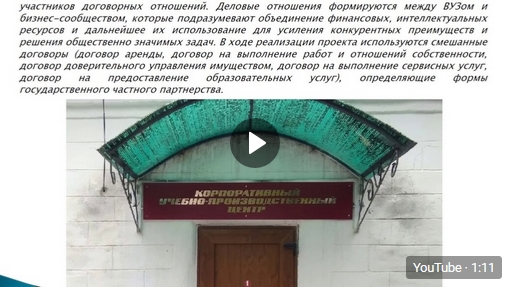 участников договорных отношений. Деловые отношения формируются между ВУЗом и
бизнес-сообществом, которые подразумевают объединение финансовых, интеллектуальных
ресурсов и дальнейшее их использование для усиления конкурентных преимуществ и
решения общественно значимых задач. В ходе реализации проекта используются смешанные
договоры (договор аренды, договор на выполнение работ и отношений собственности,
договор доверительного управления имуществом, договор на выполнение сервисных услуг,
договор на предоставление образовательных услуг), определяющие формы
государственного частного партнерства.
КОРПОРАТИВНЫЙ
УЧЕБНО-ПРОИЗВОДСТВЕННЫЙ
ЦЕНТР
YouTube · 1:11